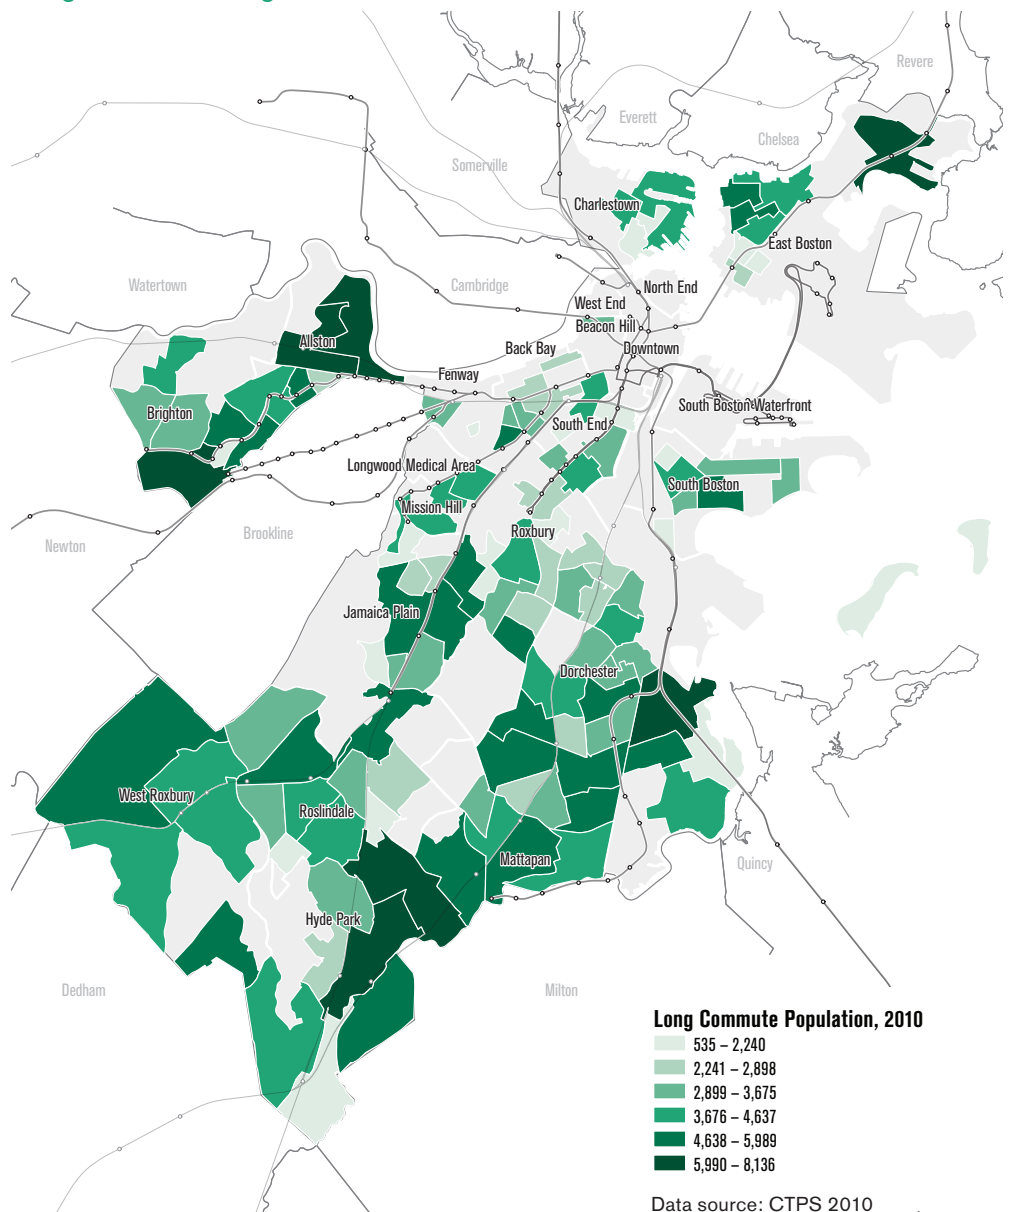 Revere
Everett
Chelsea
Somerville
Charlestown
East Boston
Watertown
Cambridge
North End
West End
Beacon Hill
Allston
Back Bay
Downtown
Fenway
South Boston Waterfront
Brighton
South End
Longwood Medical Area
South Boston
Mission Hill
Roxbury
Brookline
Newton
Jamaica Plain
Dorchester
West Roxbury
Roslindale
Mattapan
Quincy
Hyde Park
Dedham
Milton
Long Commute Population, 2010
535 – 2,240
2,241 – 2,898
2,899 – 3,675
3,676 – 4,637
4,638 – 5,989
5,990 – 8,136
Data source: CTPS 2010